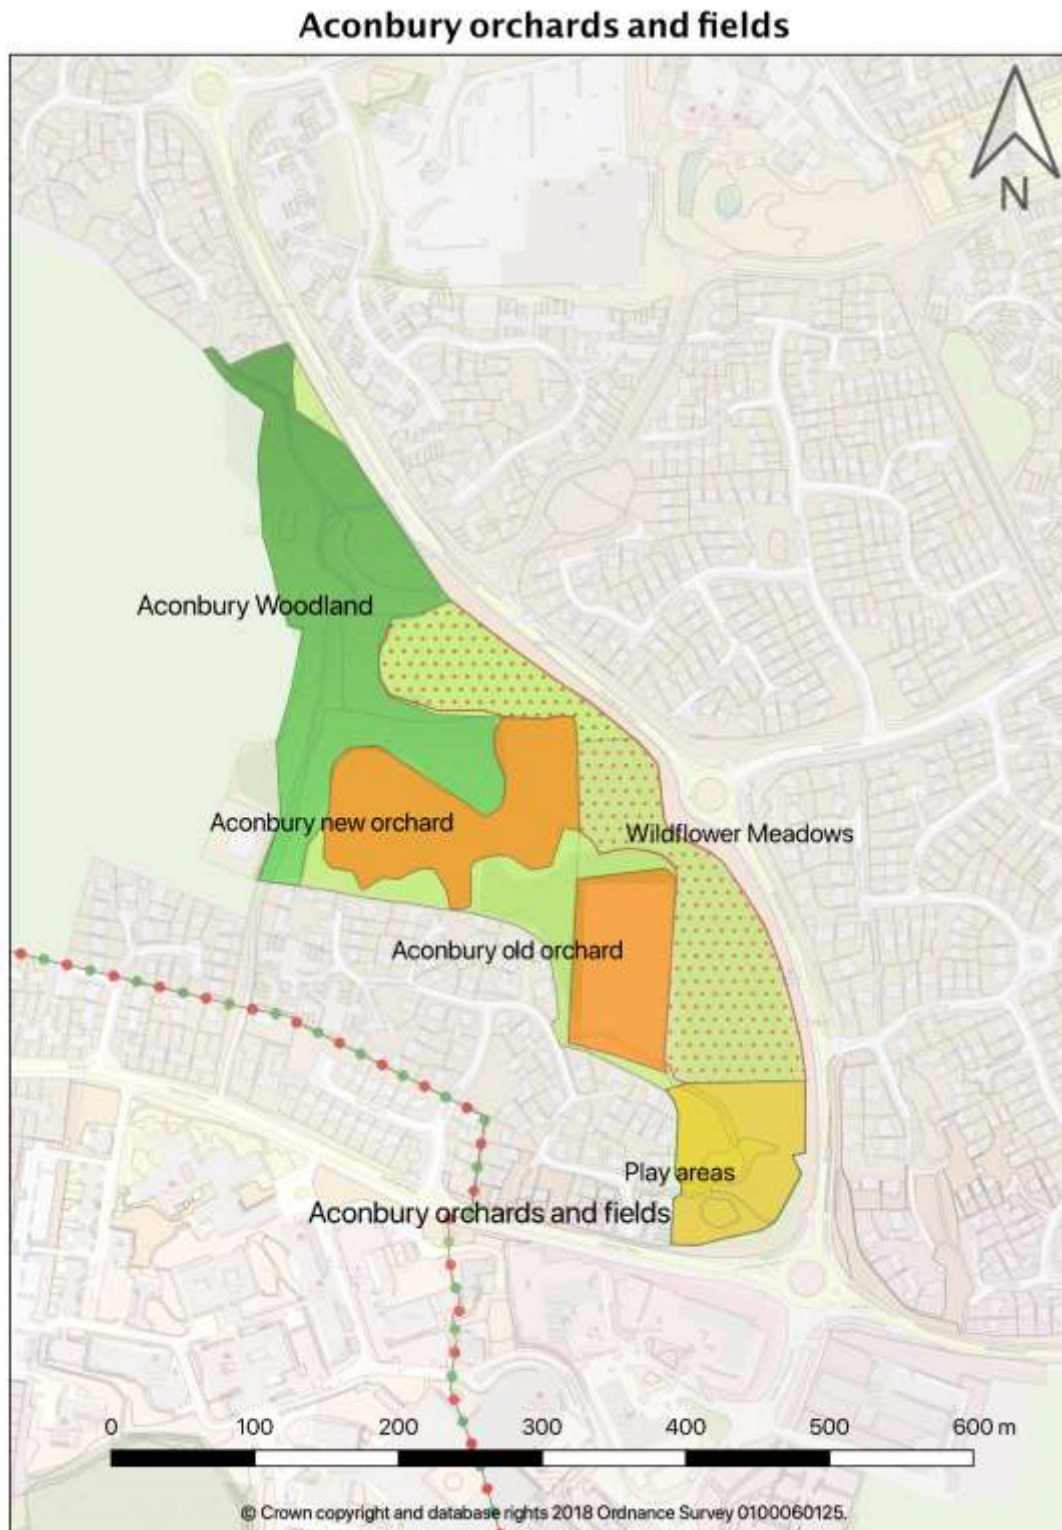 Aconbury orchards and fields
N
Aconbury Woodland
Aconbury new orchard
Wildflower Meadows
Aconbury old orchard
Play areas
Aconbury orchards and fields
0 100 200 300 400 500 600 m
© Crown copyright and database rights 2018 Ordnance Survey 0100060125.